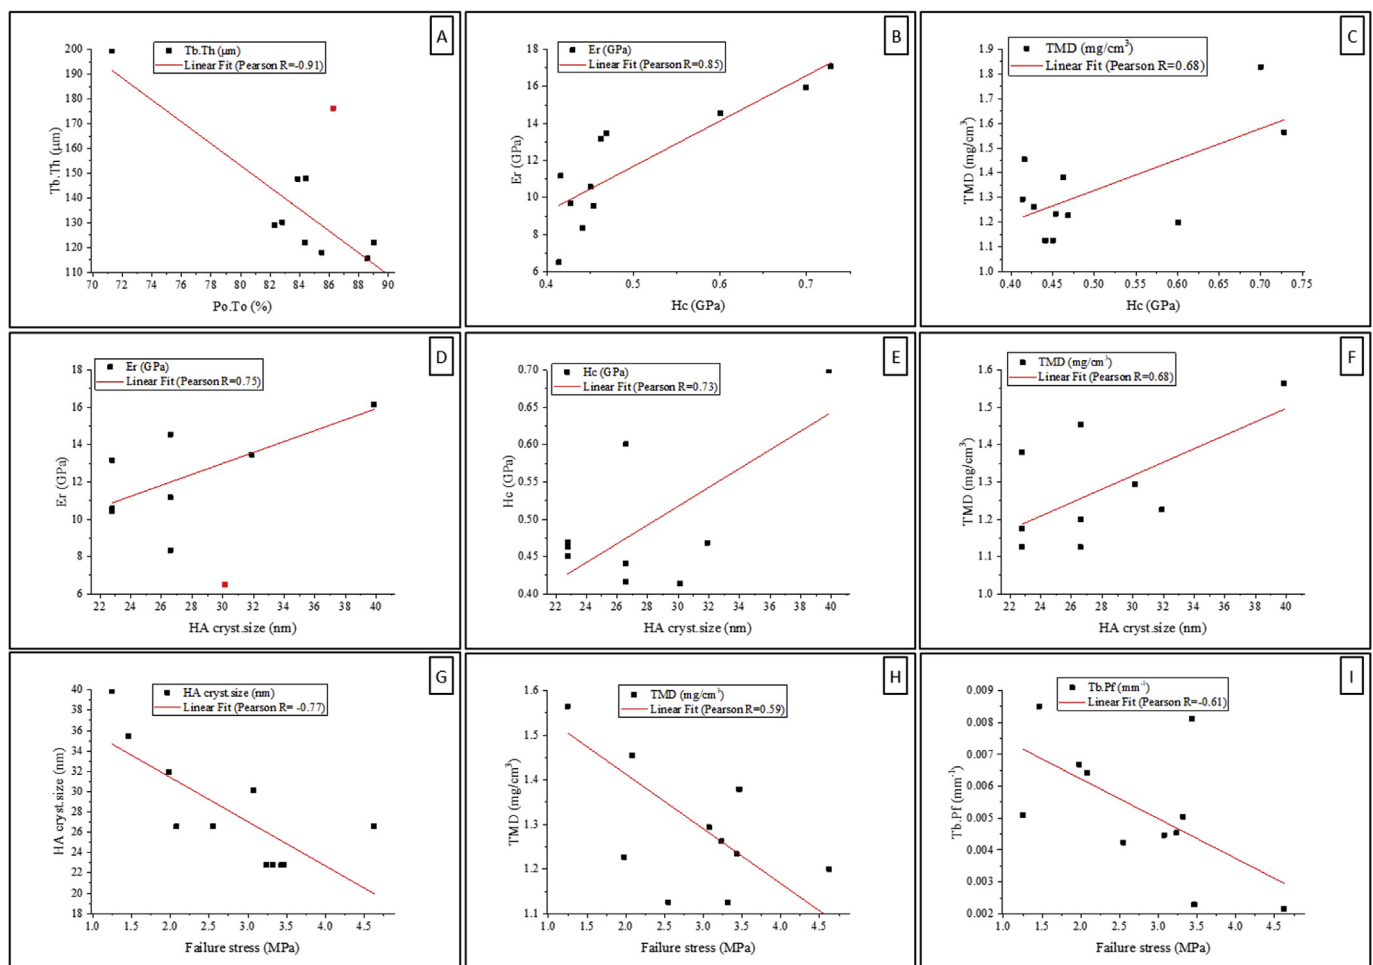 A
Tb.Th (μm)
Linear Fit (Pearson R=-0.91)
200
190
180
170
160
150
140
130
120
110
Tb.Th (μm)
70 72 74 76 78 80 82 84 86 88 90
Po.To (%)
B
Er (GPa)
Linear Fit (Pearson R=0.85)
18
16
14
12
10
8
6
Er (GPa)
0.4 0.5 0.6 0.7
Hc (GPa)
C
TMD (mg/cm³)
Linear Fit (Pearson R=0.68)
1.9
1.8
1.7
1.6
1.5
1.4
1.3
1.2
1.1
1.0
TMD (mg/cm³)
0.40 0.45 0.50 0.55 0.60 0.65 0.70 0.75
Hc (GPa)
D
Er (GPa)
Linear Fit (Pearson R=0.75)
18
16
14
12
10
8
6
Er (GPa)
22 24 26 28 30 32 34 36 38 40
HA cryst.size (nm)
E
Hc (GPa)
Linear Fit (Pearson R=0.73)
0.70
0.65
0.60
0.55
0.50
0.45
0.40
Hc (GPa)
22 24 26 28 30 32 34 36 38 40
HA cryst.size (nm)
F
TMD (mg/cm³)
Linear Fit (Pearson R=0.68)
1.6
1.5
1.4
1.3
1.2
1.1
1.0
TMD (mg/cm³)
22 24 26 28 30 32 34 36 38 40
HA cryst.size (nm)
G
HA cryst.size (nm)
Linear Fit (Pearson R= -0.77)
40
38
36
34
32
30
28
26
24
22
20
18
HA cryst.size (nm)
1.0 1.5 2.0 2.5 3.0 3.5 4.0 4.5
Failure stress (MPa)
H
TMD (mg/cm³)
Linear Fit (Pearson R=0.59)
1.6
1.5
1.4
1.3
1.2
1.1
TMD (mg/cm³)
1.0 1.5 2.0 2.5 3.0 3.5 4.0 4.5
Failure stress (MPa)
I
Tb.Pf (mm⁻¹)
Linear Fit (Pearson R=-0.61)
0.009
0.008
0.007
0.006
0.005
0.004
0.003
0.002
Tb.Pf (mm⁻¹)
1.0 1.5 2.0 2.5 3.0 3.5 4.0 4.5
Failure stress (MPa)